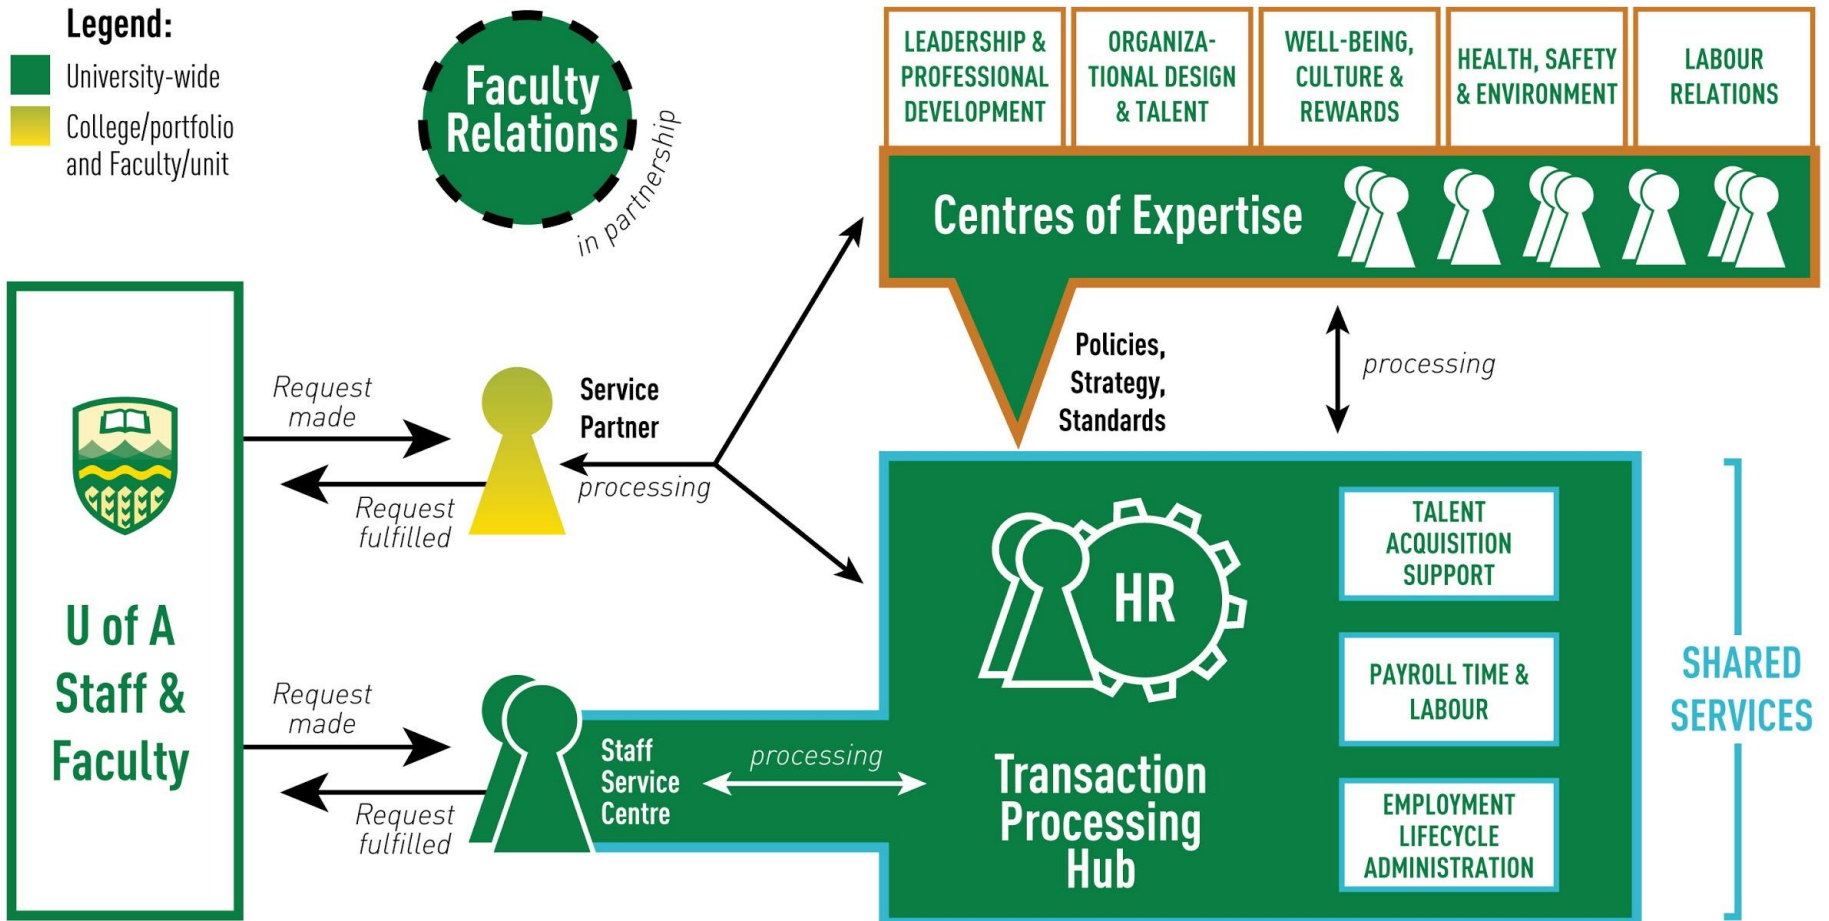 Legend:
University-wide
College/portfolio
and Faculty/unit
Faculty
Relations
in partnership
LEADERSHIP &
PROFESSIONAL
DEVELOPMENT
ORGANIZA-
TIONAL DESIGN
& TALENT
WELL-BEING,
CULTURE &
REWARDS
HEALTH, SAFETY
& ENVIRONMENT
LABOUR
RELATIONS
Centres of Expertise
Policies,
Strategy,
Standards
processing
U of A
Staff &
Faculty
Request
made
Request
fulfilled
Service
Partner
processing
Request
made
Request
fulfilled
Staff
Service
Centre
processing
HR
Transaction
Processing
Hub
TALENT
ACQUISITION
SUPPORT
PAYROLL TIME &
LABOUR
EMPLOYMENT
LIFECYCLE
ADMINISTRATION
SHARED
SERVICES